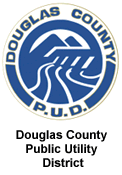 DOUGLAS COUNTY
P.U.D.
Douglas County
Public Utility
District